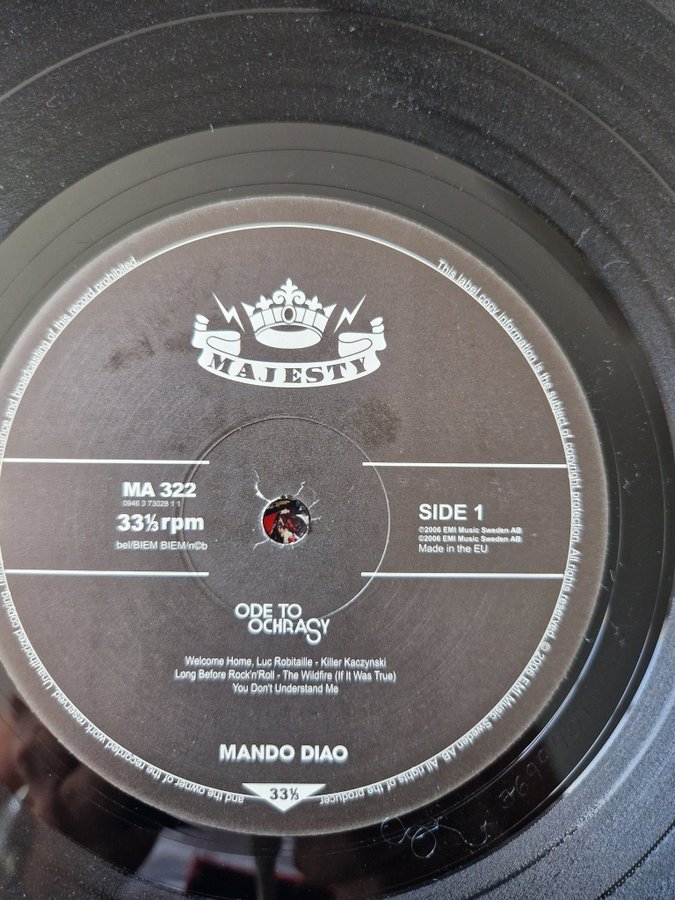 MAJESTY
MA 322
0946 3 73028 1 1
33⅓ rpm
bel/BIEM BIEM/n©b
SIDE 1
℗2006 EMI Music Sweden AB
©2006 EMI Music Sweden AB
Made in the EU
ODE TO
OCHRASY
Welcome Home, Luc Robitaille - Killer Kaczynski
Long Before Rock'n'Roll - The Wildfire (If It Was True)
You Don't Understand Me
MANDO DIAO
33⅓
This label copy information is the subject of copyright protection. All rights reserved. © 2006 EMI Music Sweden AB. All rights of the producer
and the owner of the recorded work reserved. Unauthorized copying
and broadcasting of this record prohibited.